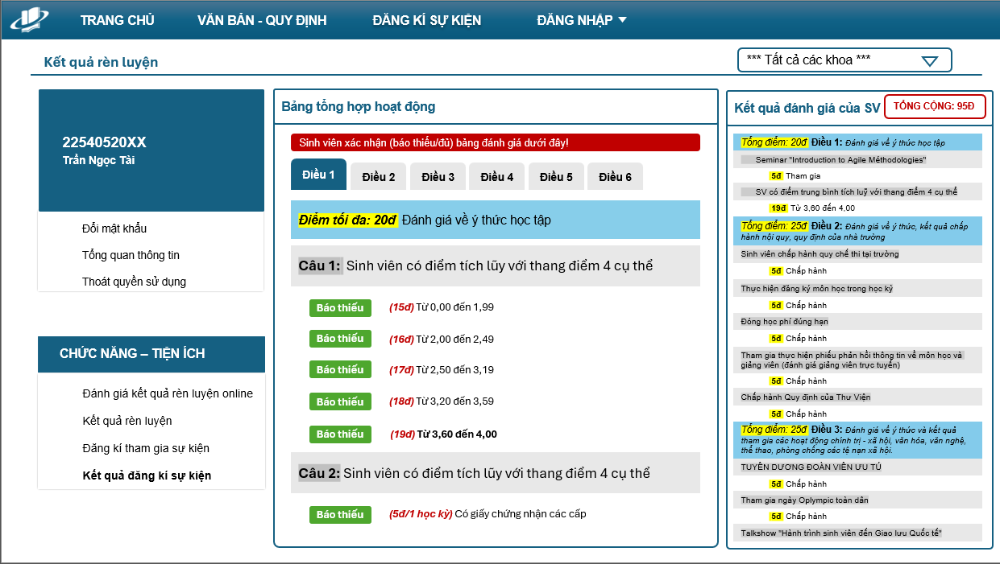 TRANG CHỦ
VĂN BẢN - QUY ĐỊNH
ĐĂNG KÍ SỰ KIỆN
ĐĂNG NHẬP
Kết quả rèn luyện
*** Tất cả các khoa ***
22540520XX
Trần Ngọc Tài
Đổi mật khẩu
Tổng quan thông tin
Thoát quyền sử dụng
CHỨC NĂNG – TIỆN ÍCH
Đánh giá kết quả rèn luyện online
Kết quả rèn luyện
Đăng kí tham gia sự kiện
Kết quả đăng kí sự kiện
Bảng tổng hợp hoạt động
Sinh viên xác nhận (báo thiếu/đủ) bảng đánh giá dưới đây!
Điều 1
Điều 2
Điều 3
Điều 4
Điều 5
Điều 6
Điểm tối đa: 20đ Đánh giá về ý thức học tập
Câu 1: Sinh viên có điểm tích lũy với thang điểm 4 cụ thể
Báo thiếu (15đ) Từ 0,00 đến 1,99
Báo thiếu (16đ) Từ 2,00 đến 2,49
Báo thiếu (17đ) Từ 2,50 đến 3,19
Báo thiếu (18đ) Từ 3,20 đến 3,59
Báo thiếu (19đ) Từ 3,60 đến 4,00
Câu 2: Sinh viên có điểm tích lũy với thang điểm 4 cụ thể
Báo thiếu (5đ/1 học kỳ) Có giấy chứng nhận các cấp
Kết quả đánh giá của SV
TỔNG CỘNG: 95Đ
Tổng điểm: 20đ Điều 1: Đánh giá về ý thức học tập
Seminar "Introduction to Agile Méthodologies"
5đ Tham gia
SV có điểm trung bình tích luỹ với thang điểm 4 cụ thể
19đ Từ 3,60 đến 4,00
Tổng điểm: 25đ Điều 2: Đánh giá về ý thức, kết quả chấp
hành nội quy, quy định của nhà trường
Sinh viên chấp hành quy chế thi tại trường
5đ Chấp hành
Thực hiện đăng ký môn học trong học kỳ
5đ Chấp hành
Đóng học phí đúng hạn
5đ Chấp hành
Tham gia thực hiện phiếu phản hồi thông tin về môn học và
giảng viên (đánh giá giảng viên trực tuyến)
5đ Chấp hành
Chấp hành Quy định của Thư Viện
5đ Chấp hành
Tổng điểm: 25đ Điều 3: Đánh giá về ý thức và kết quả
tham gia các hoạt động chính trị - xã hội, văn hóa, văn nghệ,
thể thao, phòng chống các tệ nạn xã hội.
TUYÊN DƯƠNG ĐOÀN VIÊN ƯU TÚ
5đ Chấp hành
Tham gia ngày Oplympic toàn dân
5đ Chấp hành
Talkshow "Hành trình sinh viên đến Giao lưu Quốc tế"